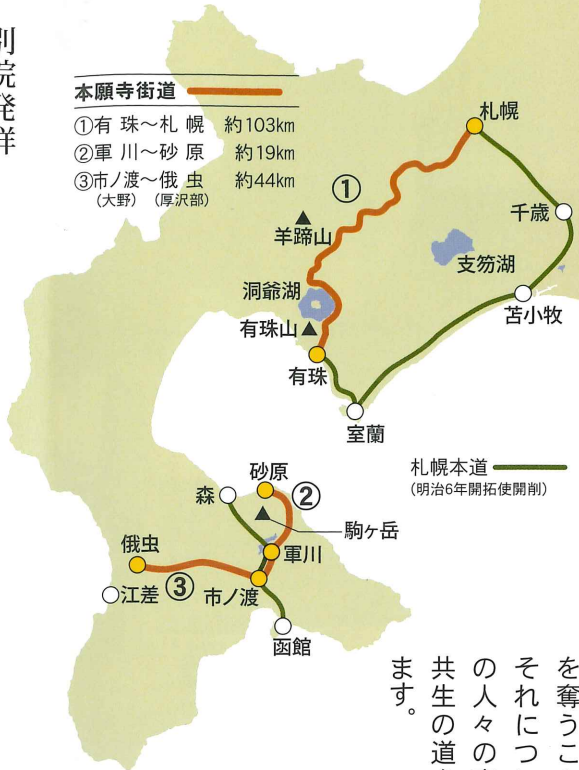 別院発祥
本願寺街道
①有 珠～札 幌 約103km
②軍 川～砂 原 約19km
③市ノ渡～俄 虫 約44km
(大野) (厚沢部)
札幌
①
千歳
羊蹄山
支笏湖
洞爺湖
苫小牧
有珠山
有珠
室蘭
札幌本道
(明治6年開拓使開削)
砂原
森
②
駒ヶ岳
俄虫
軍川
③
江差
市ノ渡
函館
を奪うこ
それにつ
の人々の
共生の道
ます。